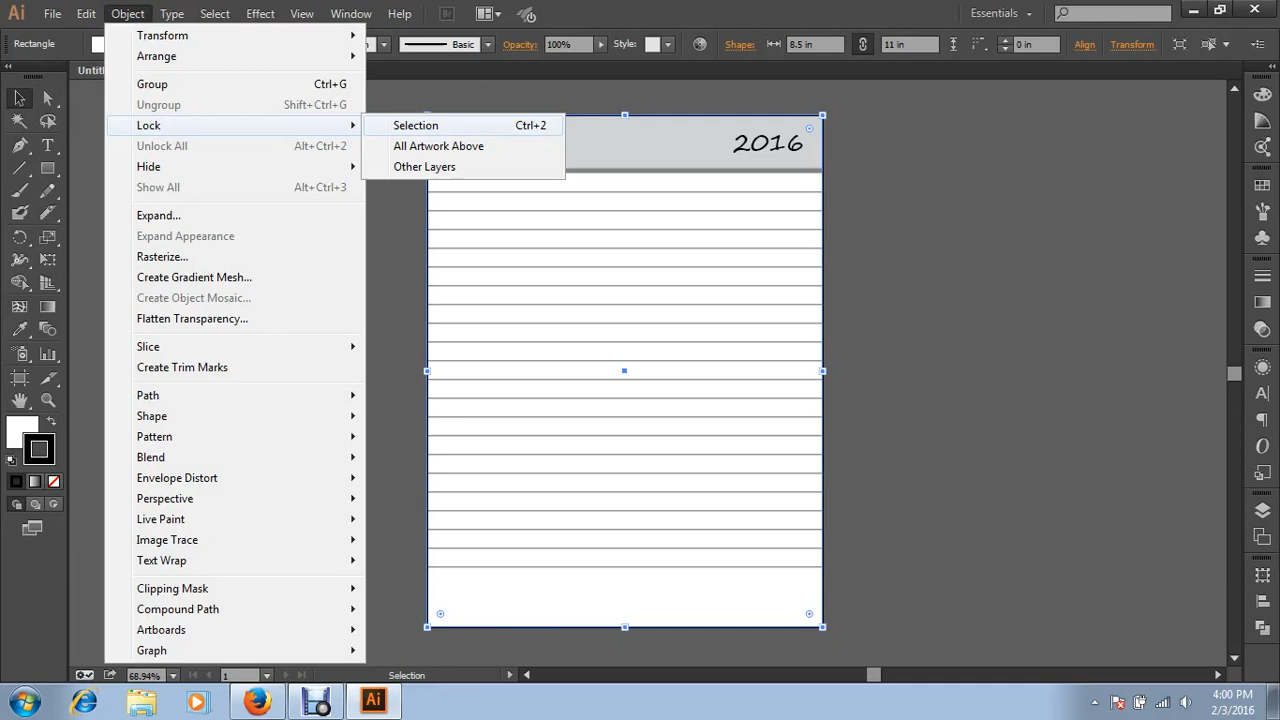 Ai File Edit Object Type Select Effect View Window Help Br Essentials
Rectangle Basic Opacity: 100% Style: Shape: 8.5 in 11 in 0 in Align Transform
Untit
Transform
Arrange
Group Ctrl+G
Ungroup Shift+Ctrl+G
Lock
Unlock All Alt+Ctrl+2
Hide
Show All Alt+Ctrl+3
Expand...
Expand Appearance
Rasterize...
Create Gradient Mesh...
Create Object Mosaic...
Flatten Transparency...
Slice
Create Trim Marks
Path
Shape
Pattern
Blend
Envelope Distort
Perspective
Live Paint
Image Trace
Text Wrap
Clipping Mask
Compound Path
Artboards
Graph
Selection Ctrl+2
All Artwork Above
Other Layers
2016
68.94% 1 Selection
Ai
4:00 PM
2/3/2016